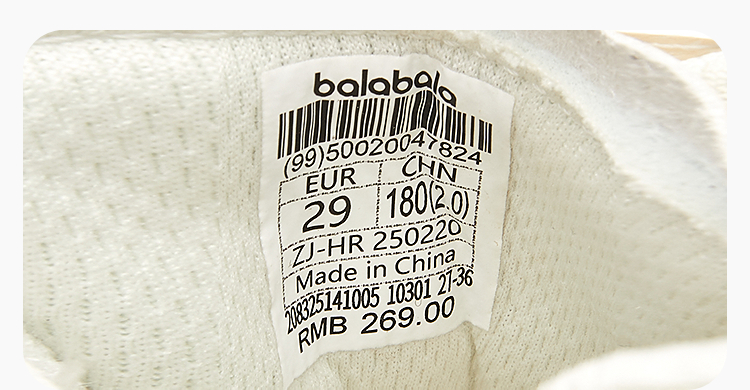 balabala
(99)50020047824
EUR CHN
29 180(2.0)
ZJ-HR 250220
Made in China
208325141005 10301 27-36
RMB 269.00